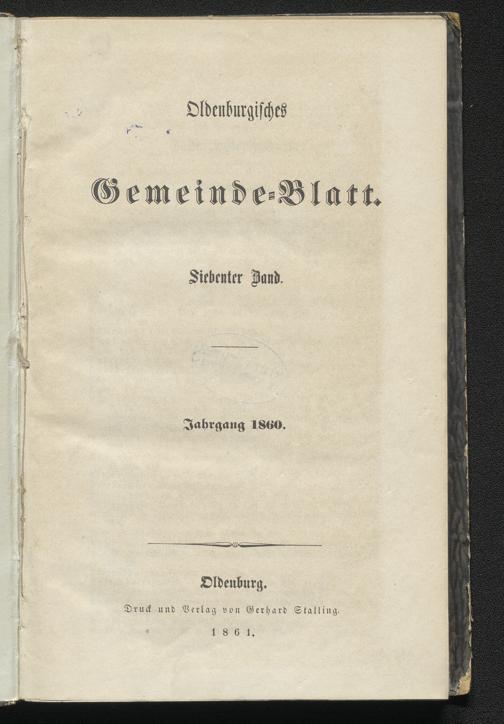 Oldenburgisches
Gemeinde-Blatt.
Siebenter Band.
Jahrgang 1860.
Oldenburg.
Druck und Verlag von Gerhard Stalling.
1861.